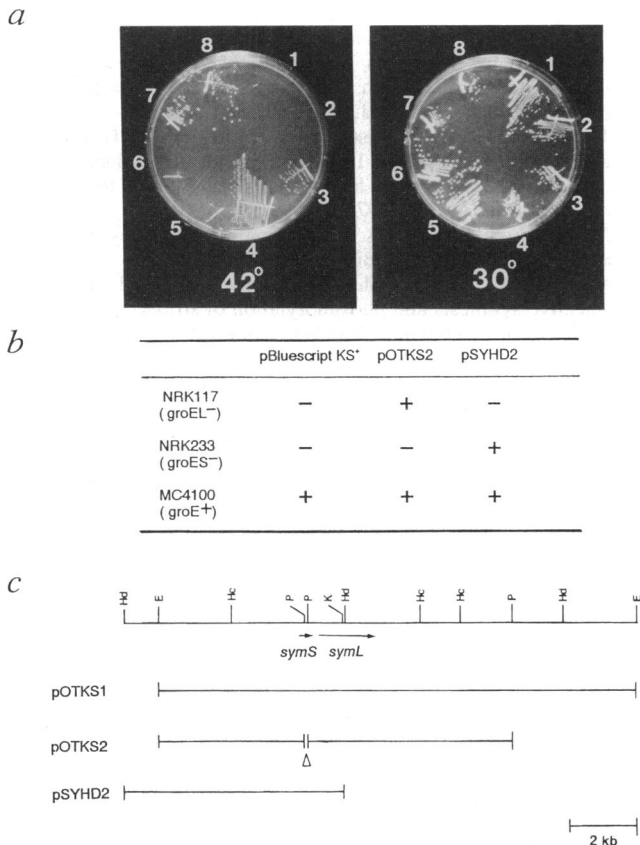 a
8 1
7 2
6 3
5 4
42°
8 1
7 2
6 3
5 4
30°
b
pBluescript KS⁺ pOTKS2 pSYHD2
NRK117 − + −
(groEL⁻)
NRK233 − − +
(groES⁻)
MC4100 + + +
(groE⁺)
c
Hd E Hc P P K Hd Hc Hc P Hd E
symS symL
pOTKS1
pOTKS2
Δ
pSYHD2
2 kb